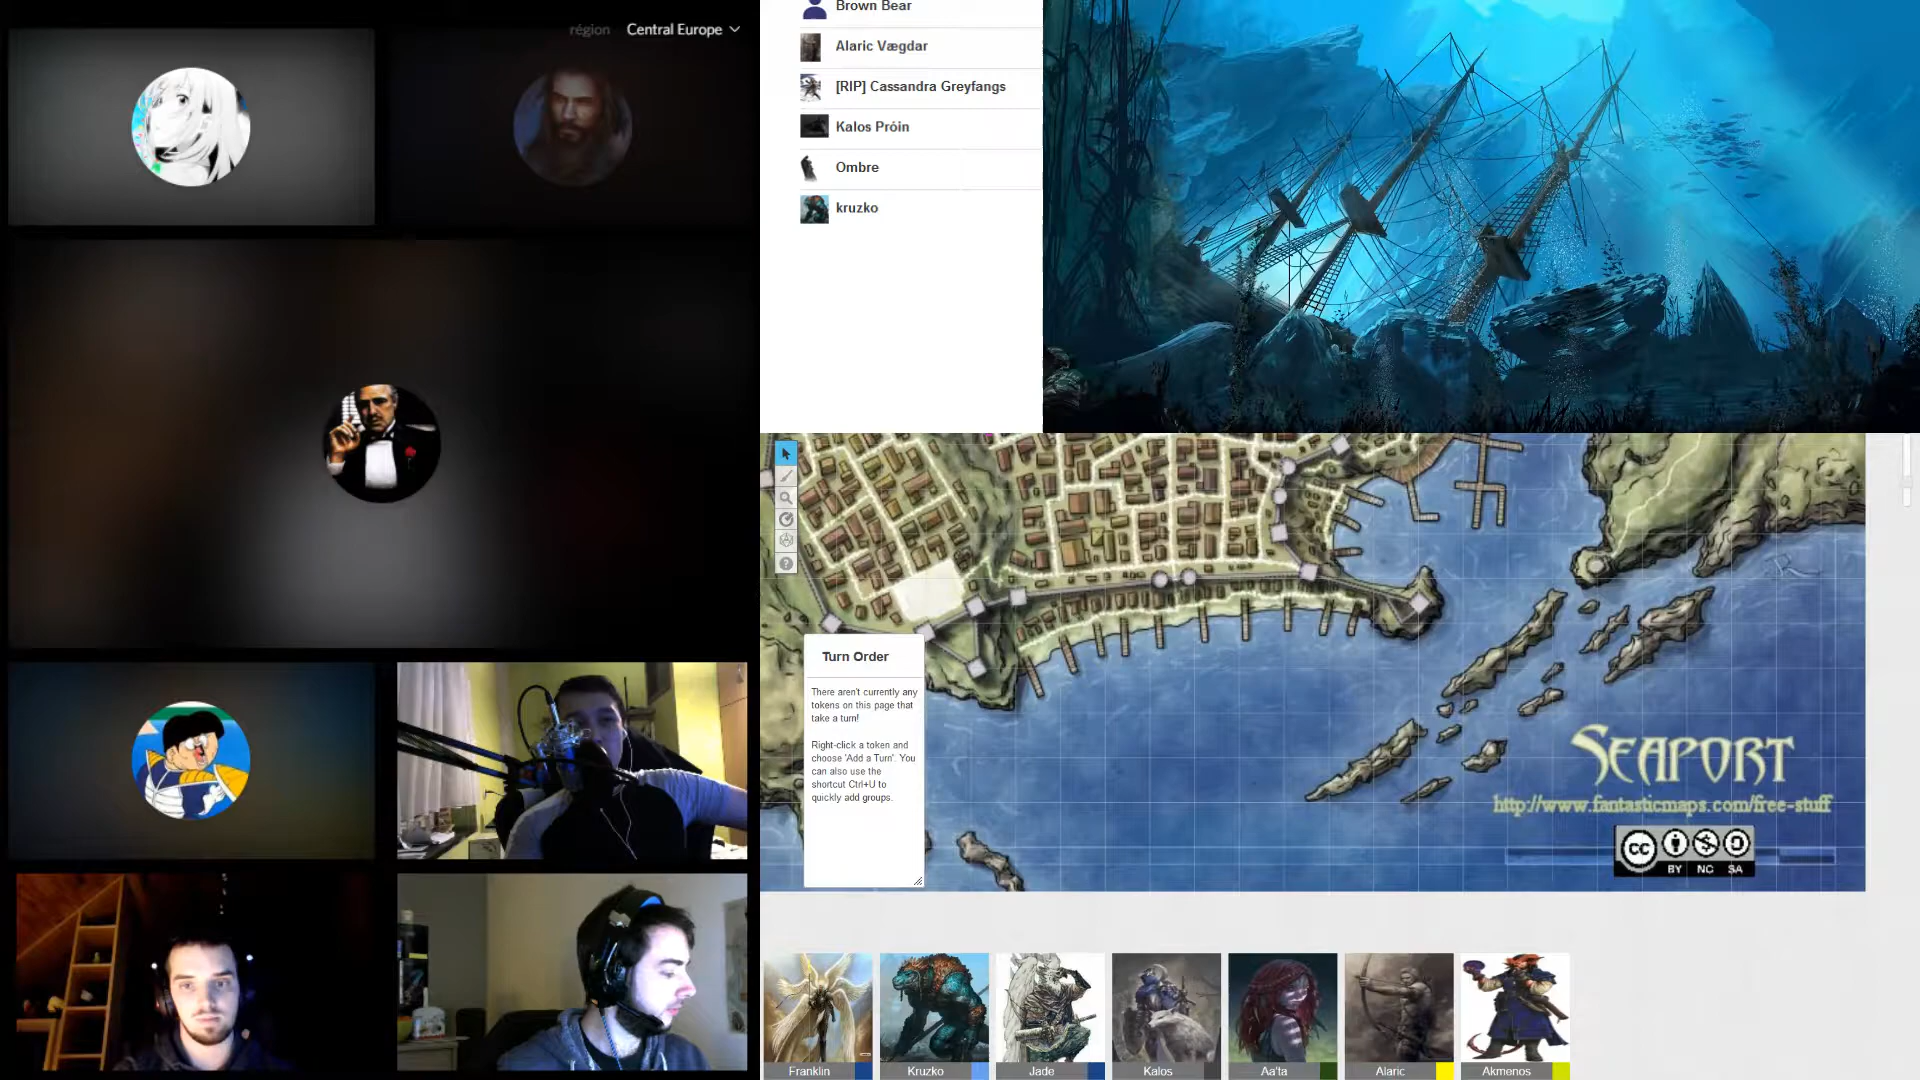 région Central Europe
Brown Bear
Alaric Vægdar
[RIP] Cassandra Greyfangs
Kalos Próin
Ombre
kruzko
Turn Order
There aren't currently any
tokens on this page that
take a turn!
Right-click a token and
choose 'Add a Turn'. You
can also use the
shortcut Ctrl+U to
quickly add groups.
SEAPORT
http://www.fantasticmaps.com/free-stuff
CC
BY NC SA
Franklin
Kruzko
Jade
Kalos
Aa'ta
Alaric
Akmenos